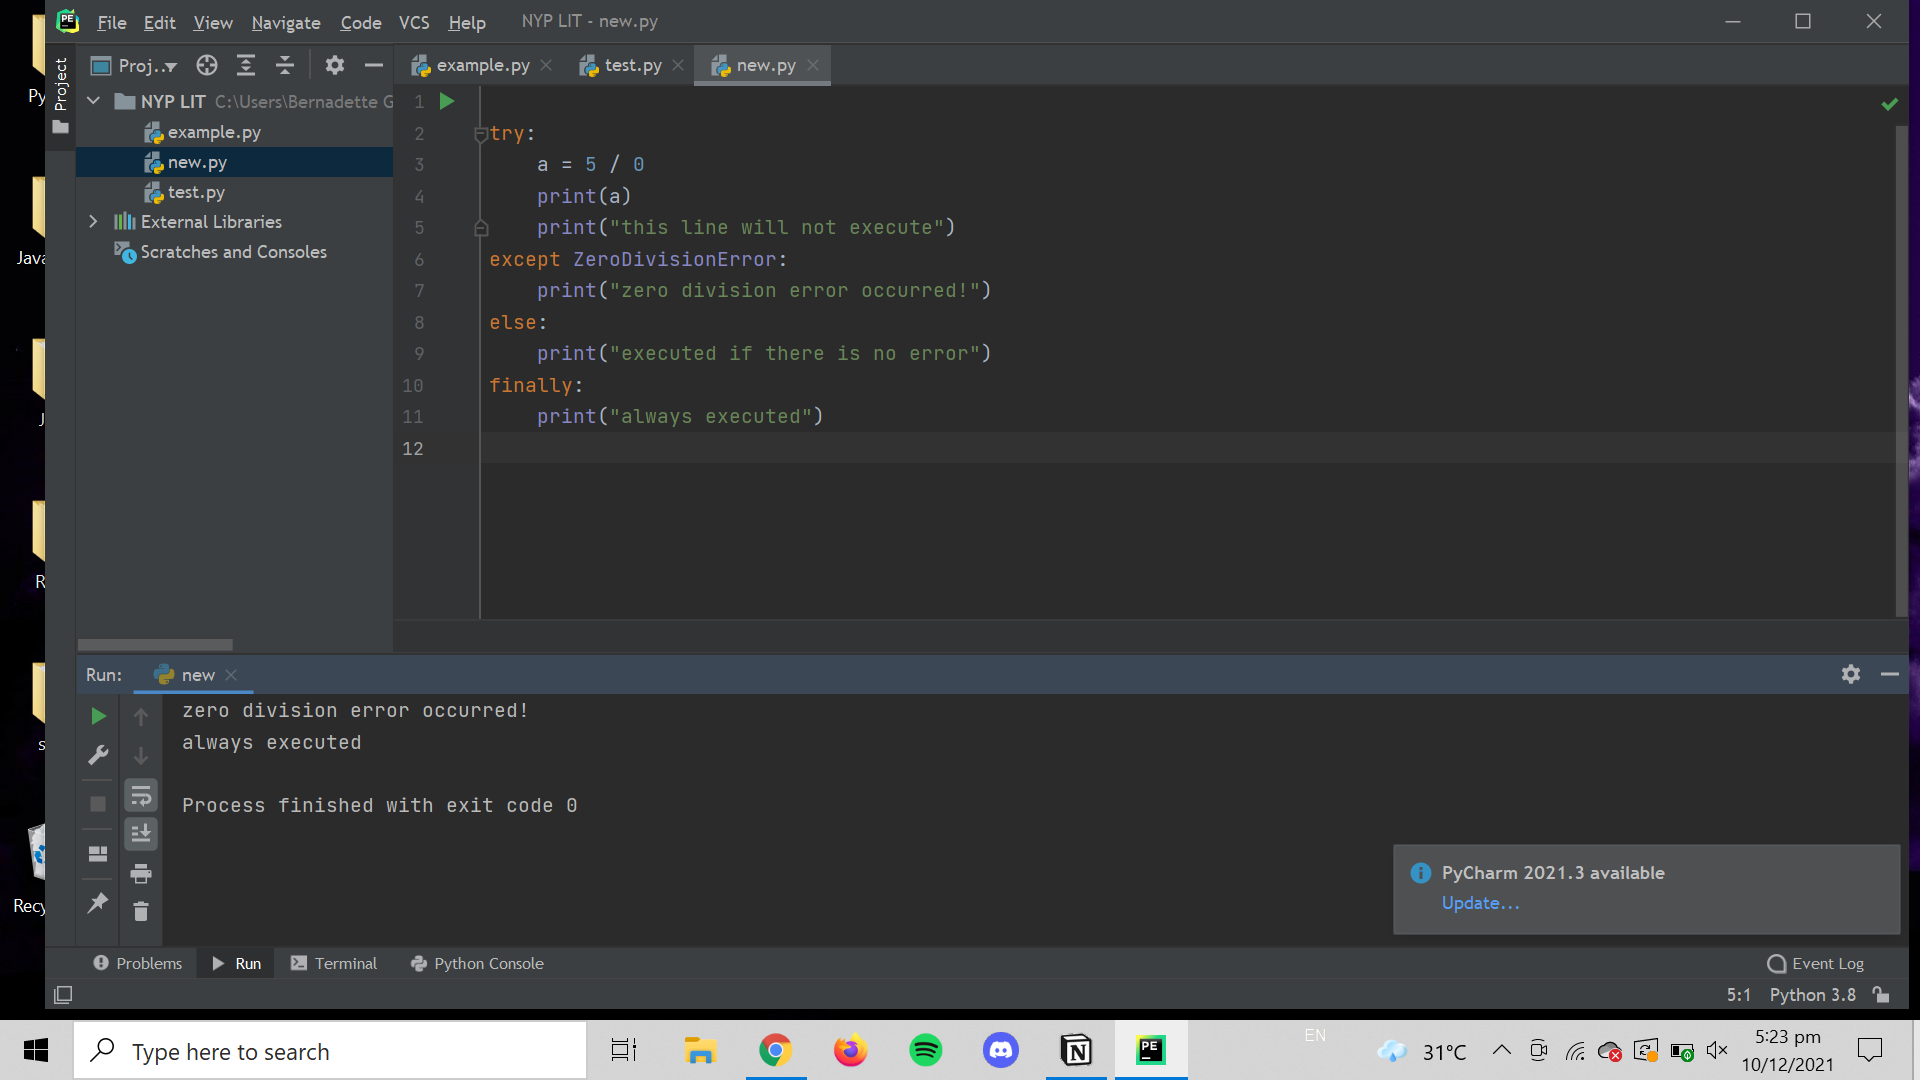 File Edit View Navigate Code VCS Help NYP LIT - new.py
Project
Proj..
example.py
test.py
new.py
NYP LIT C:\Users\Bernadette G
example.py
new.py
test.py
External Libraries
Scratches and Consoles
1
2 try:
3 a = 5 / 0
4 print(a)
5 print("this line will not execute")
6 except ZeroDivisionError:
7 print("zero division error occurred!")
8 else:
9 print("executed if there is no error")
10 finally:
11 print("always executed")
12
Run: new
zero division error occurred!
always executed
Process finished with exit code 0
PyCharm 2021.3 available
Update...
Problems Run Terminal Python Console Event Log
5:1 Python 3.8
Py
Java
J
R
s
Recy
Type here to search
EN
31°C
5:23 pm
10/12/2021